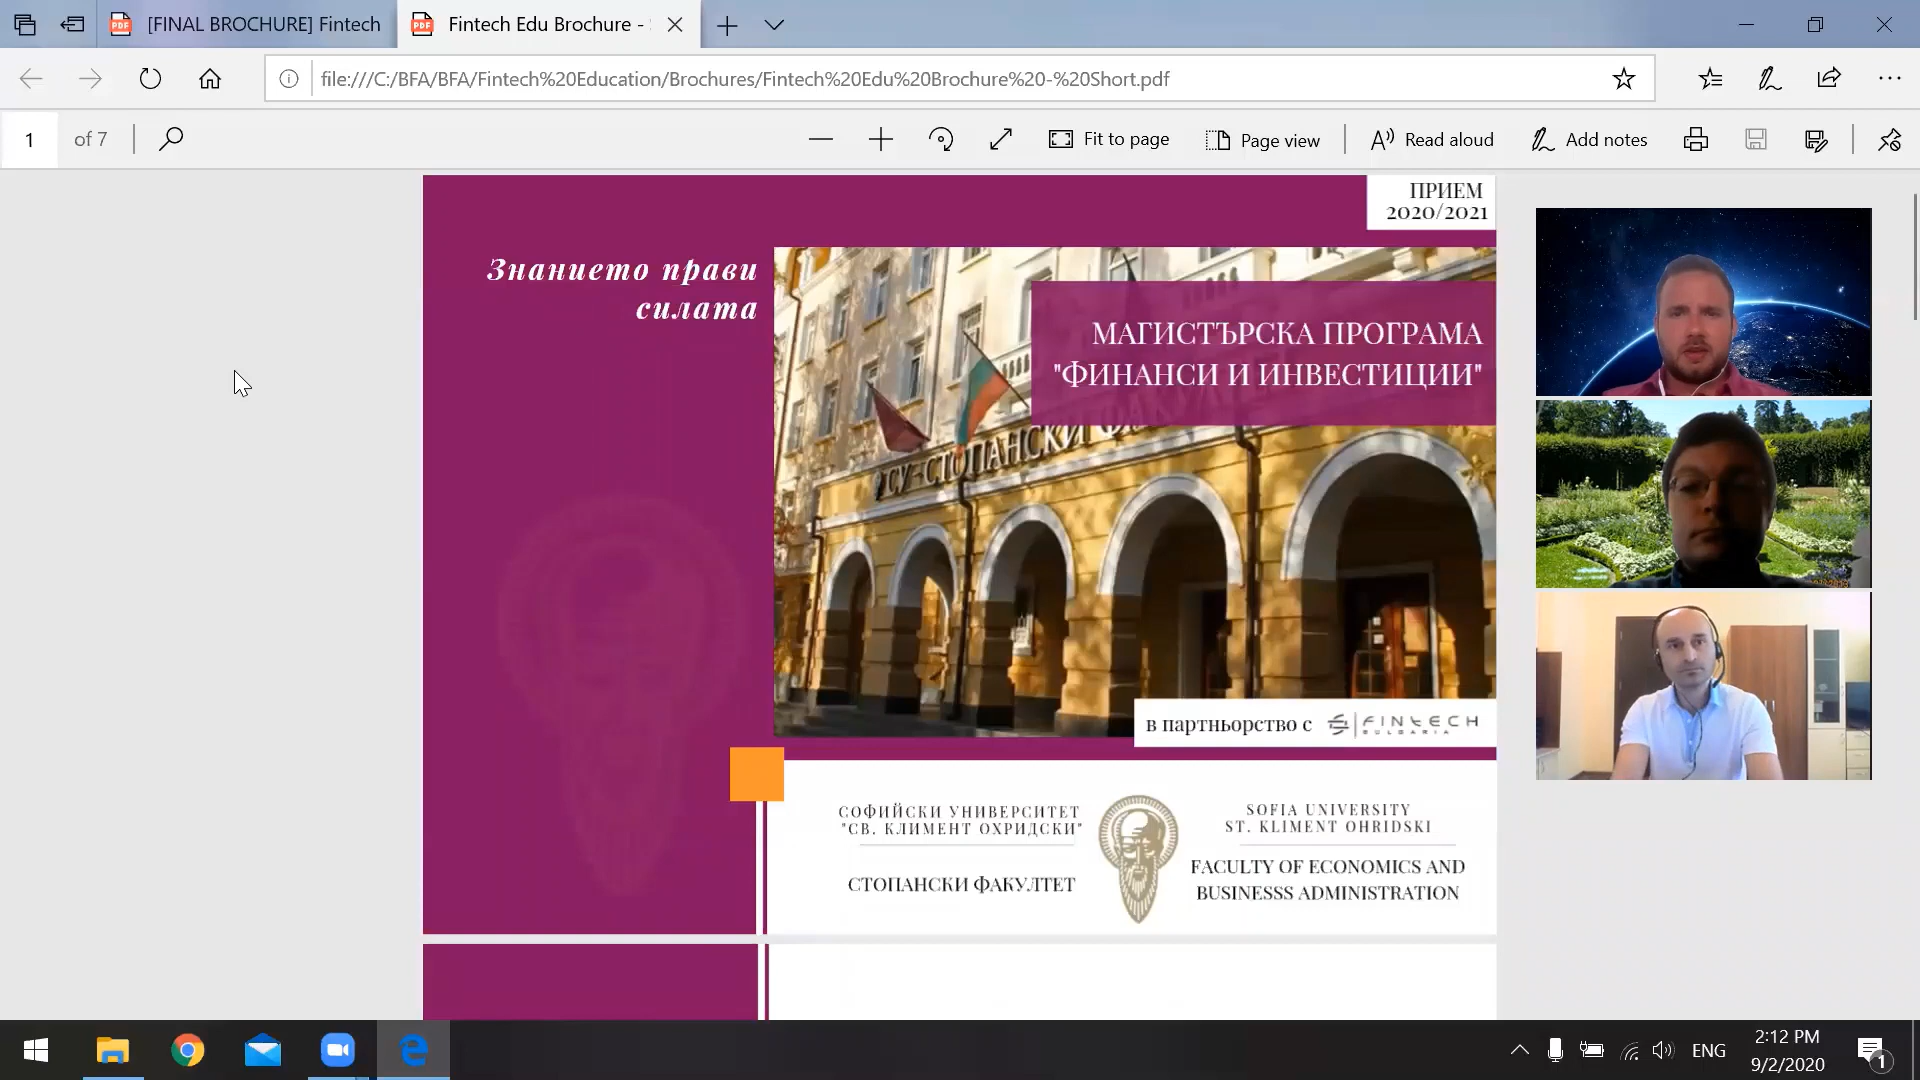 [FINAL BROCHURE] Fintech
Fintech Edu Brochure -
file:///C:/BFA/BFA/Fintech%20Education/Brochures/Fintech%20Edu%20Brochure%20-%20Short.pdf
1 of 7
Fit to page
Page view
Read aloud
Add notes
ПРИЕМ
2020/2021
Знанието прави
силата
МАГИСТЪРСКА ПРОГРАМА
"ФИНАНСИ И ИНВЕСТИЦИИ"
СУ-СТОПАНСКИ
в партньорство с FINTECH
BULGARIA
СОФИЙСКИ УНИВЕРСИТЕТ
"СВ. КЛИМЕНТ ОХРИДСКИ"
СТОПАНСКИ ФАКУЛТЕТ
SOFIA UNIVERSITY
ST. KLIMENT OHRIDSKI
FACULTY OF ECONOMICS AND
BUSINESSS ADMINISTRATION
ENG
2:12 PM
9/2/2020
1